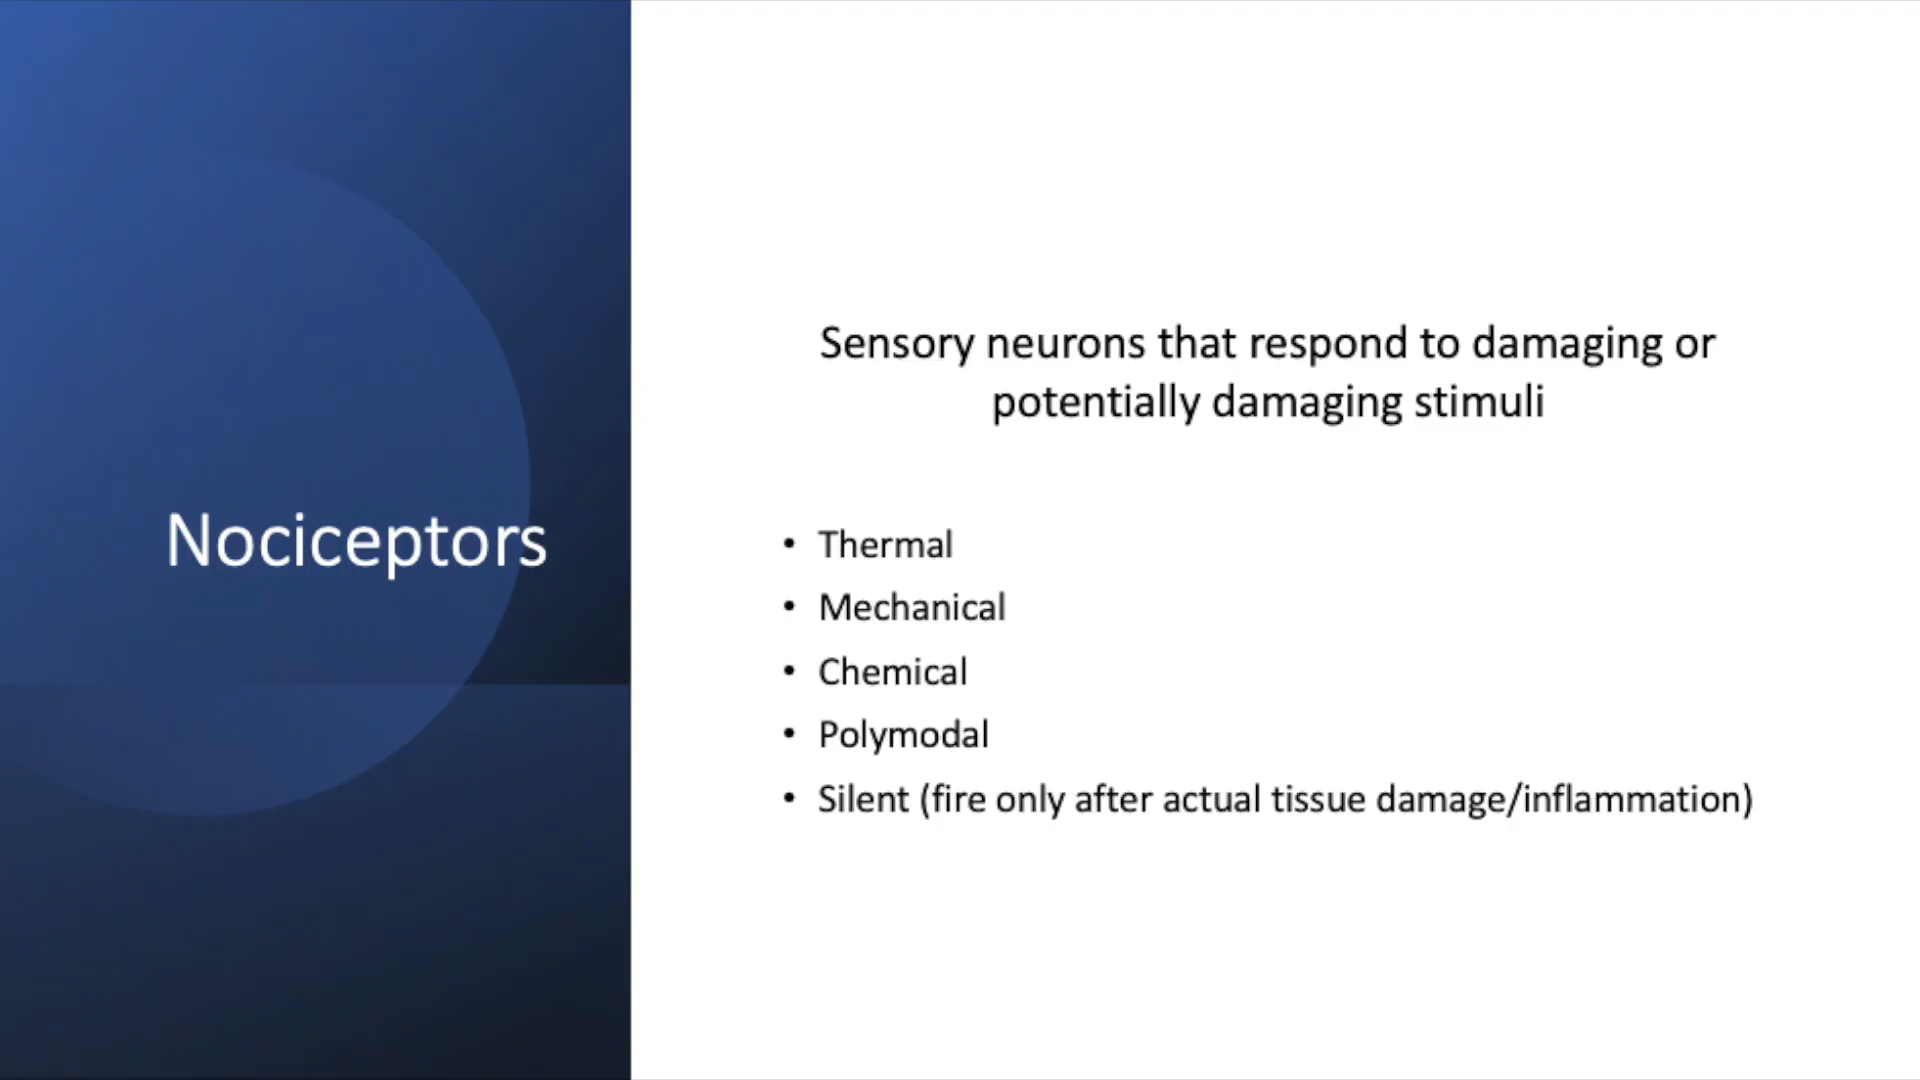 Nociceptors
Sensory neurons that respond to damaging or
potentially damaging stimuli
• Thermal
• Mechanical
• Chemical
• Polymodal
• Silent (fire only after actual tissue damage/inflammation)